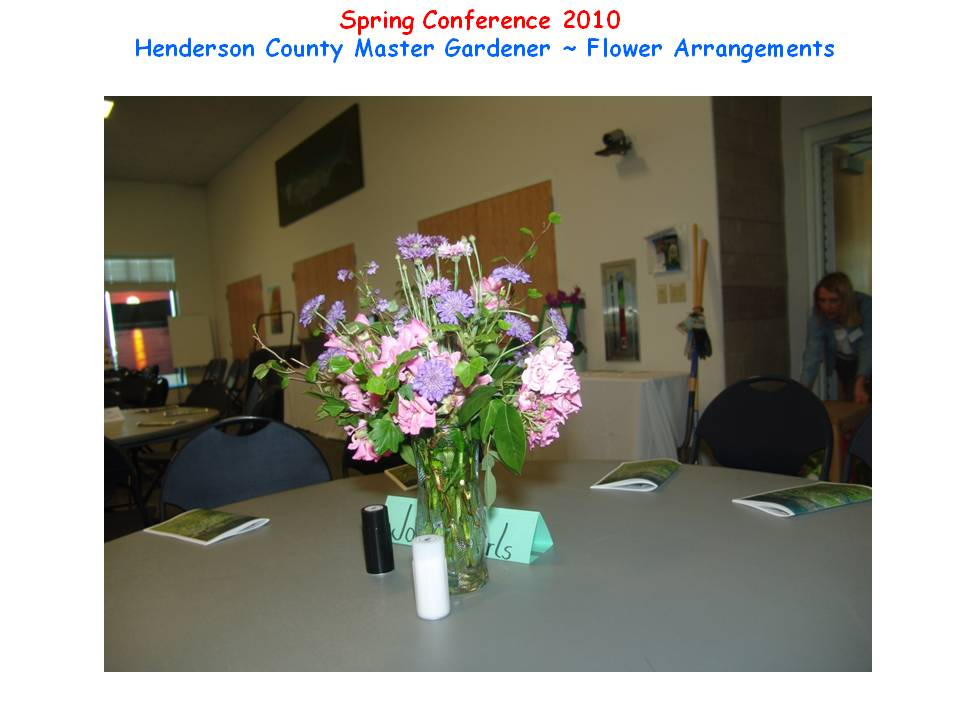 Spring Conference 2010
Henderson County Master Gardener ~ Flower Arrangements